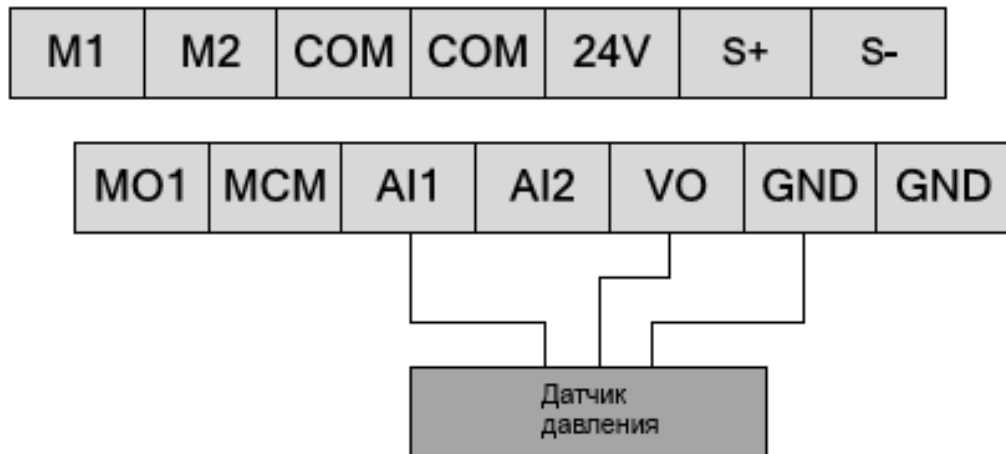 M1 M2 COM COM 24V S+ S-
MO1 MCM AI1 AI2 VO GND GND
Датчик
давления